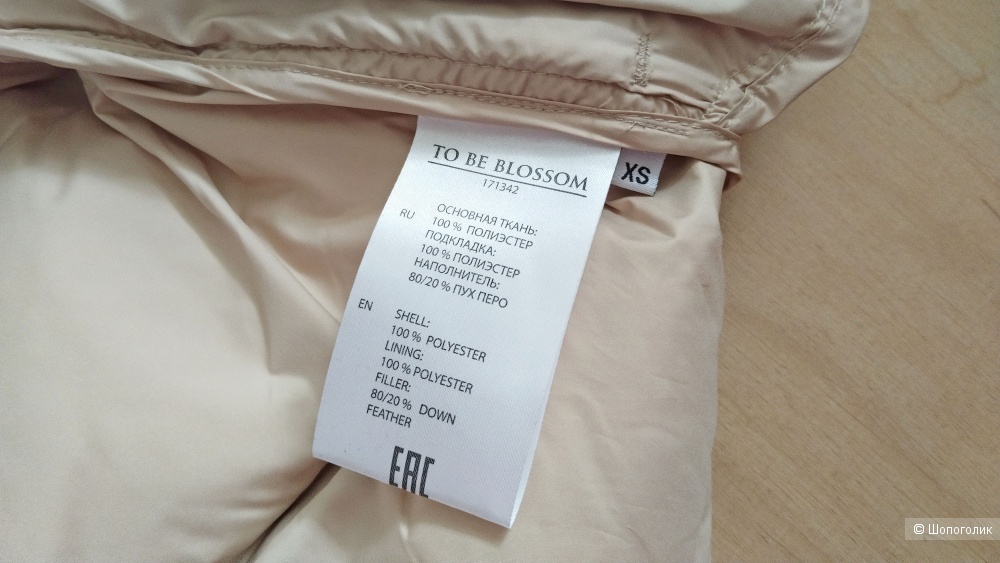 TO BE BLOSSOM
171342
XS
RU
ОСНОВНАЯ ТКАНЬ:
100 % ПОЛИЭСТЕР
ПОДКЛАДКА:
100 % ПОЛИЭСТЕР
НАПОЛНИТЕЛЬ:
80/20 % ПУХ ПЕРО
EN
SHELL:
100 % POLYESTER
LINING:
100 % POLYESTER
FILLER:
80/20 % DOWN
FEATHER
EAC
© Шопоголик